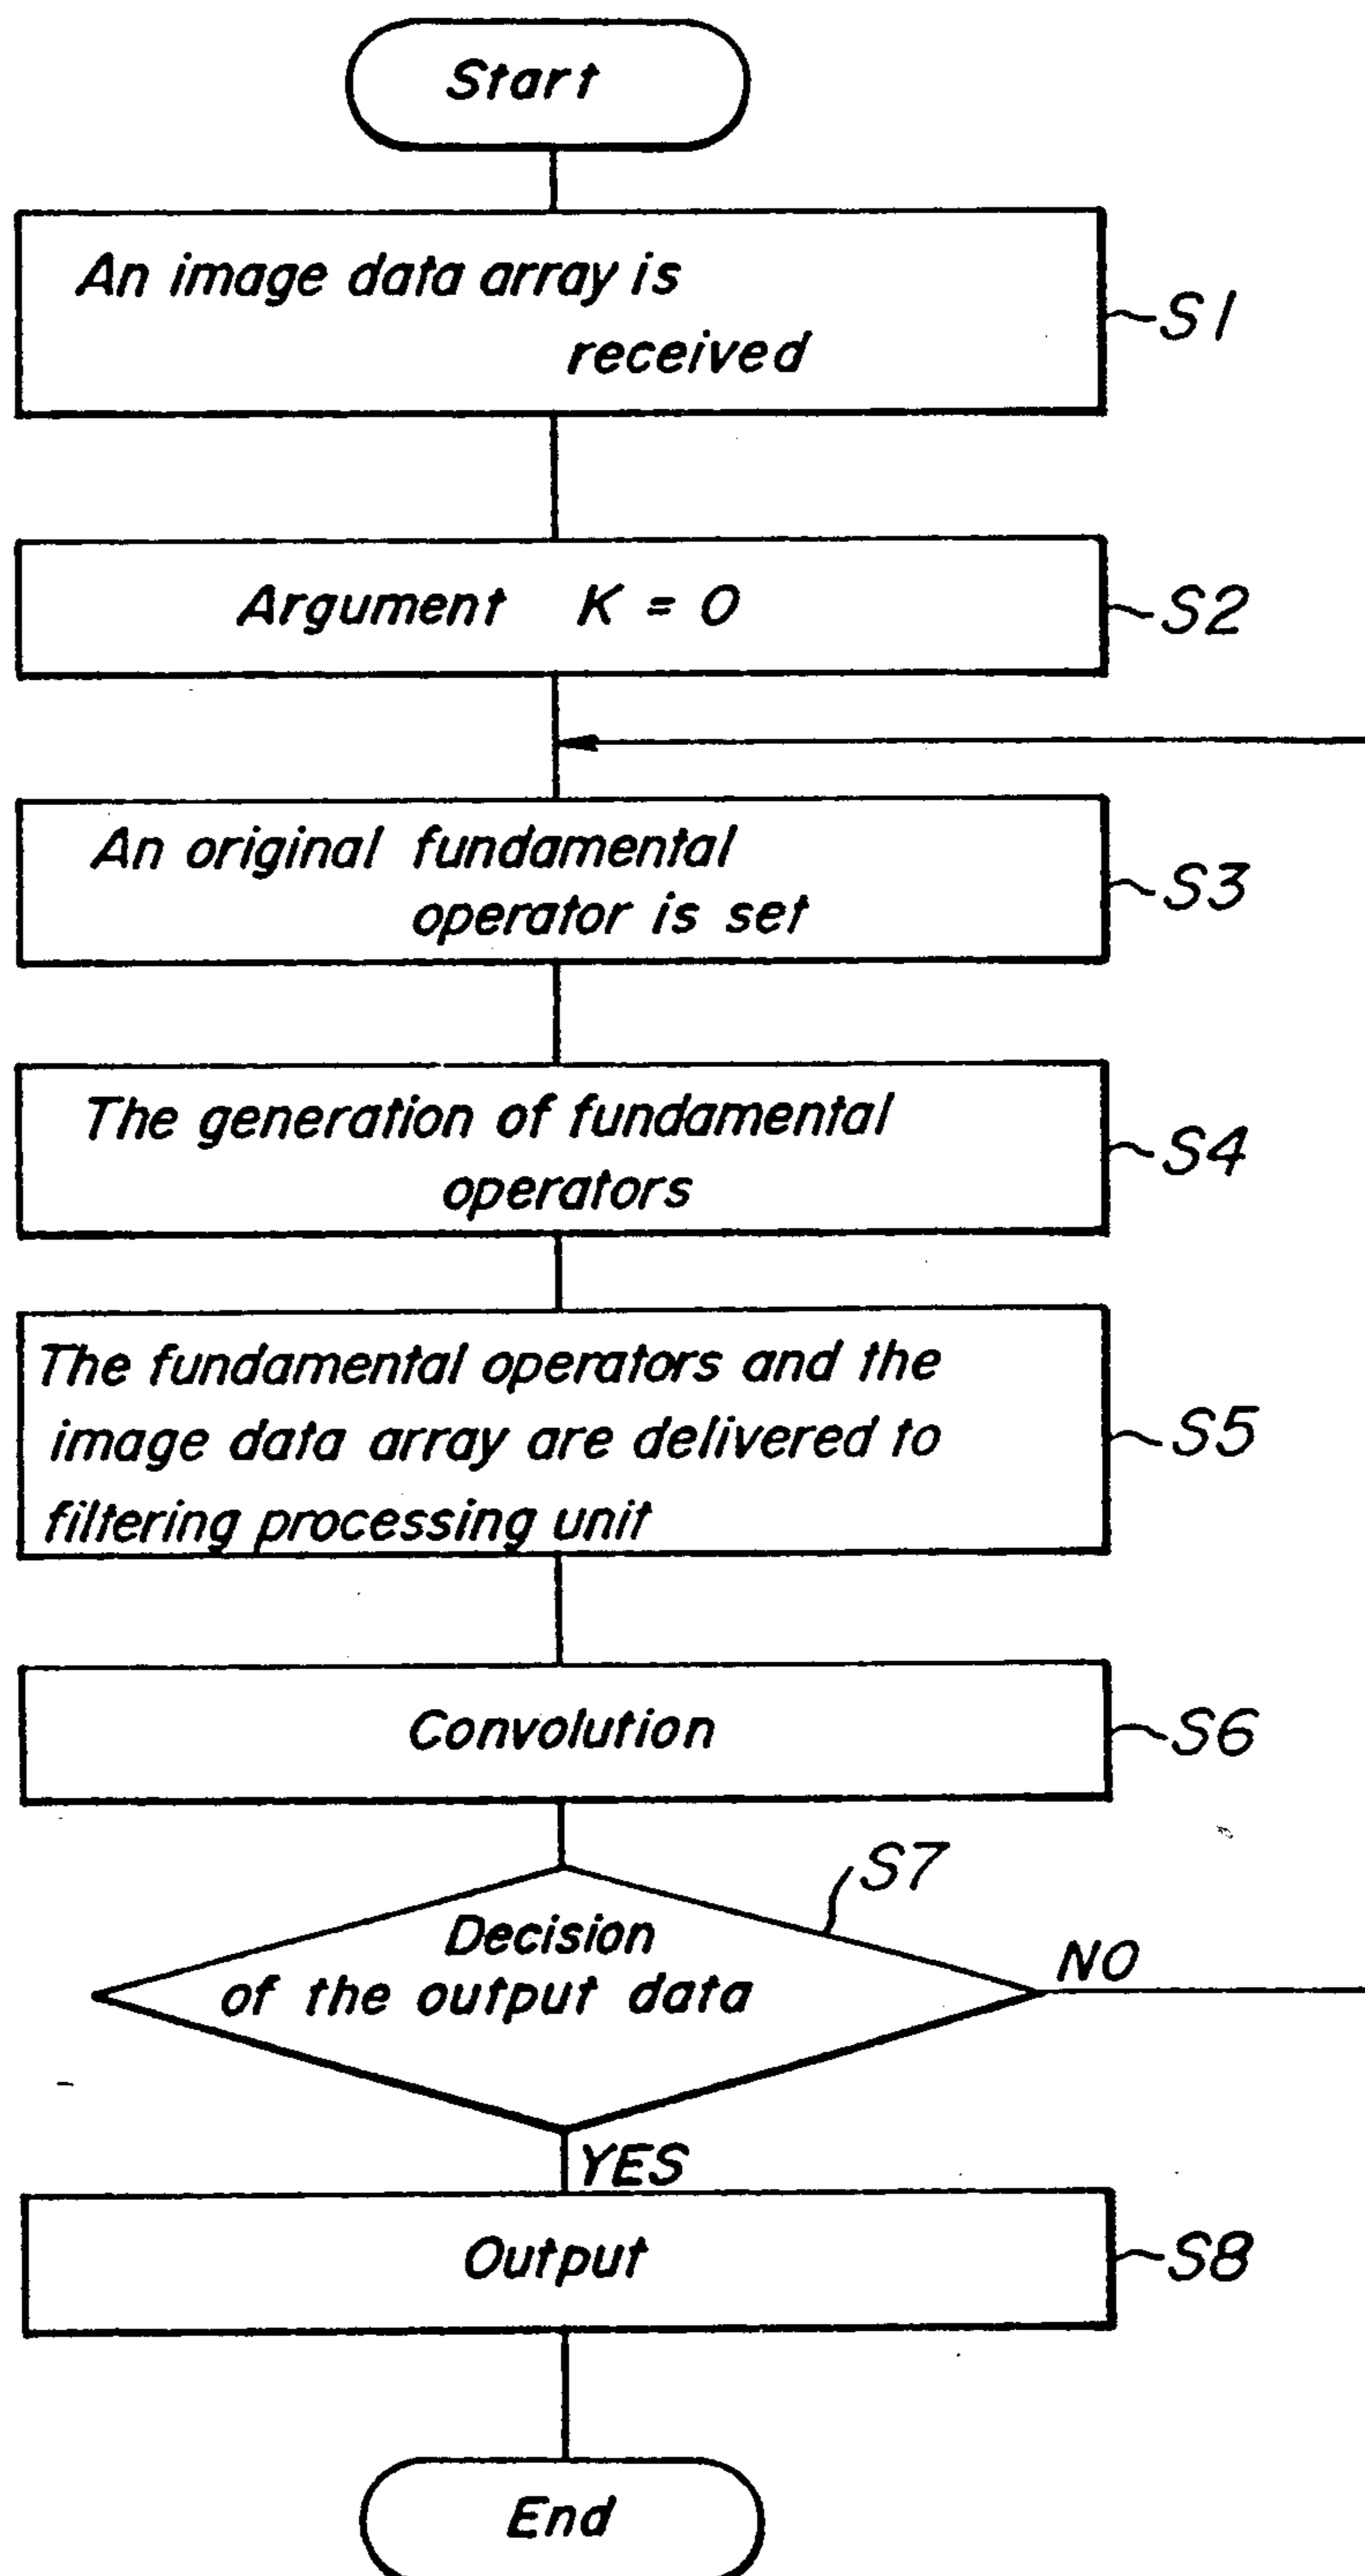 Start
An image data array is
received
S1
Argument K = 0
S2
An original fundamental
operator is set
S3
The generation of fundamental
operators
S4
The fundamental operators and the
image data array are delivered to
filtering processing unit
S5
Convolution
S6
S7
Decision
of the output data
NO
YES
Output
S8
End